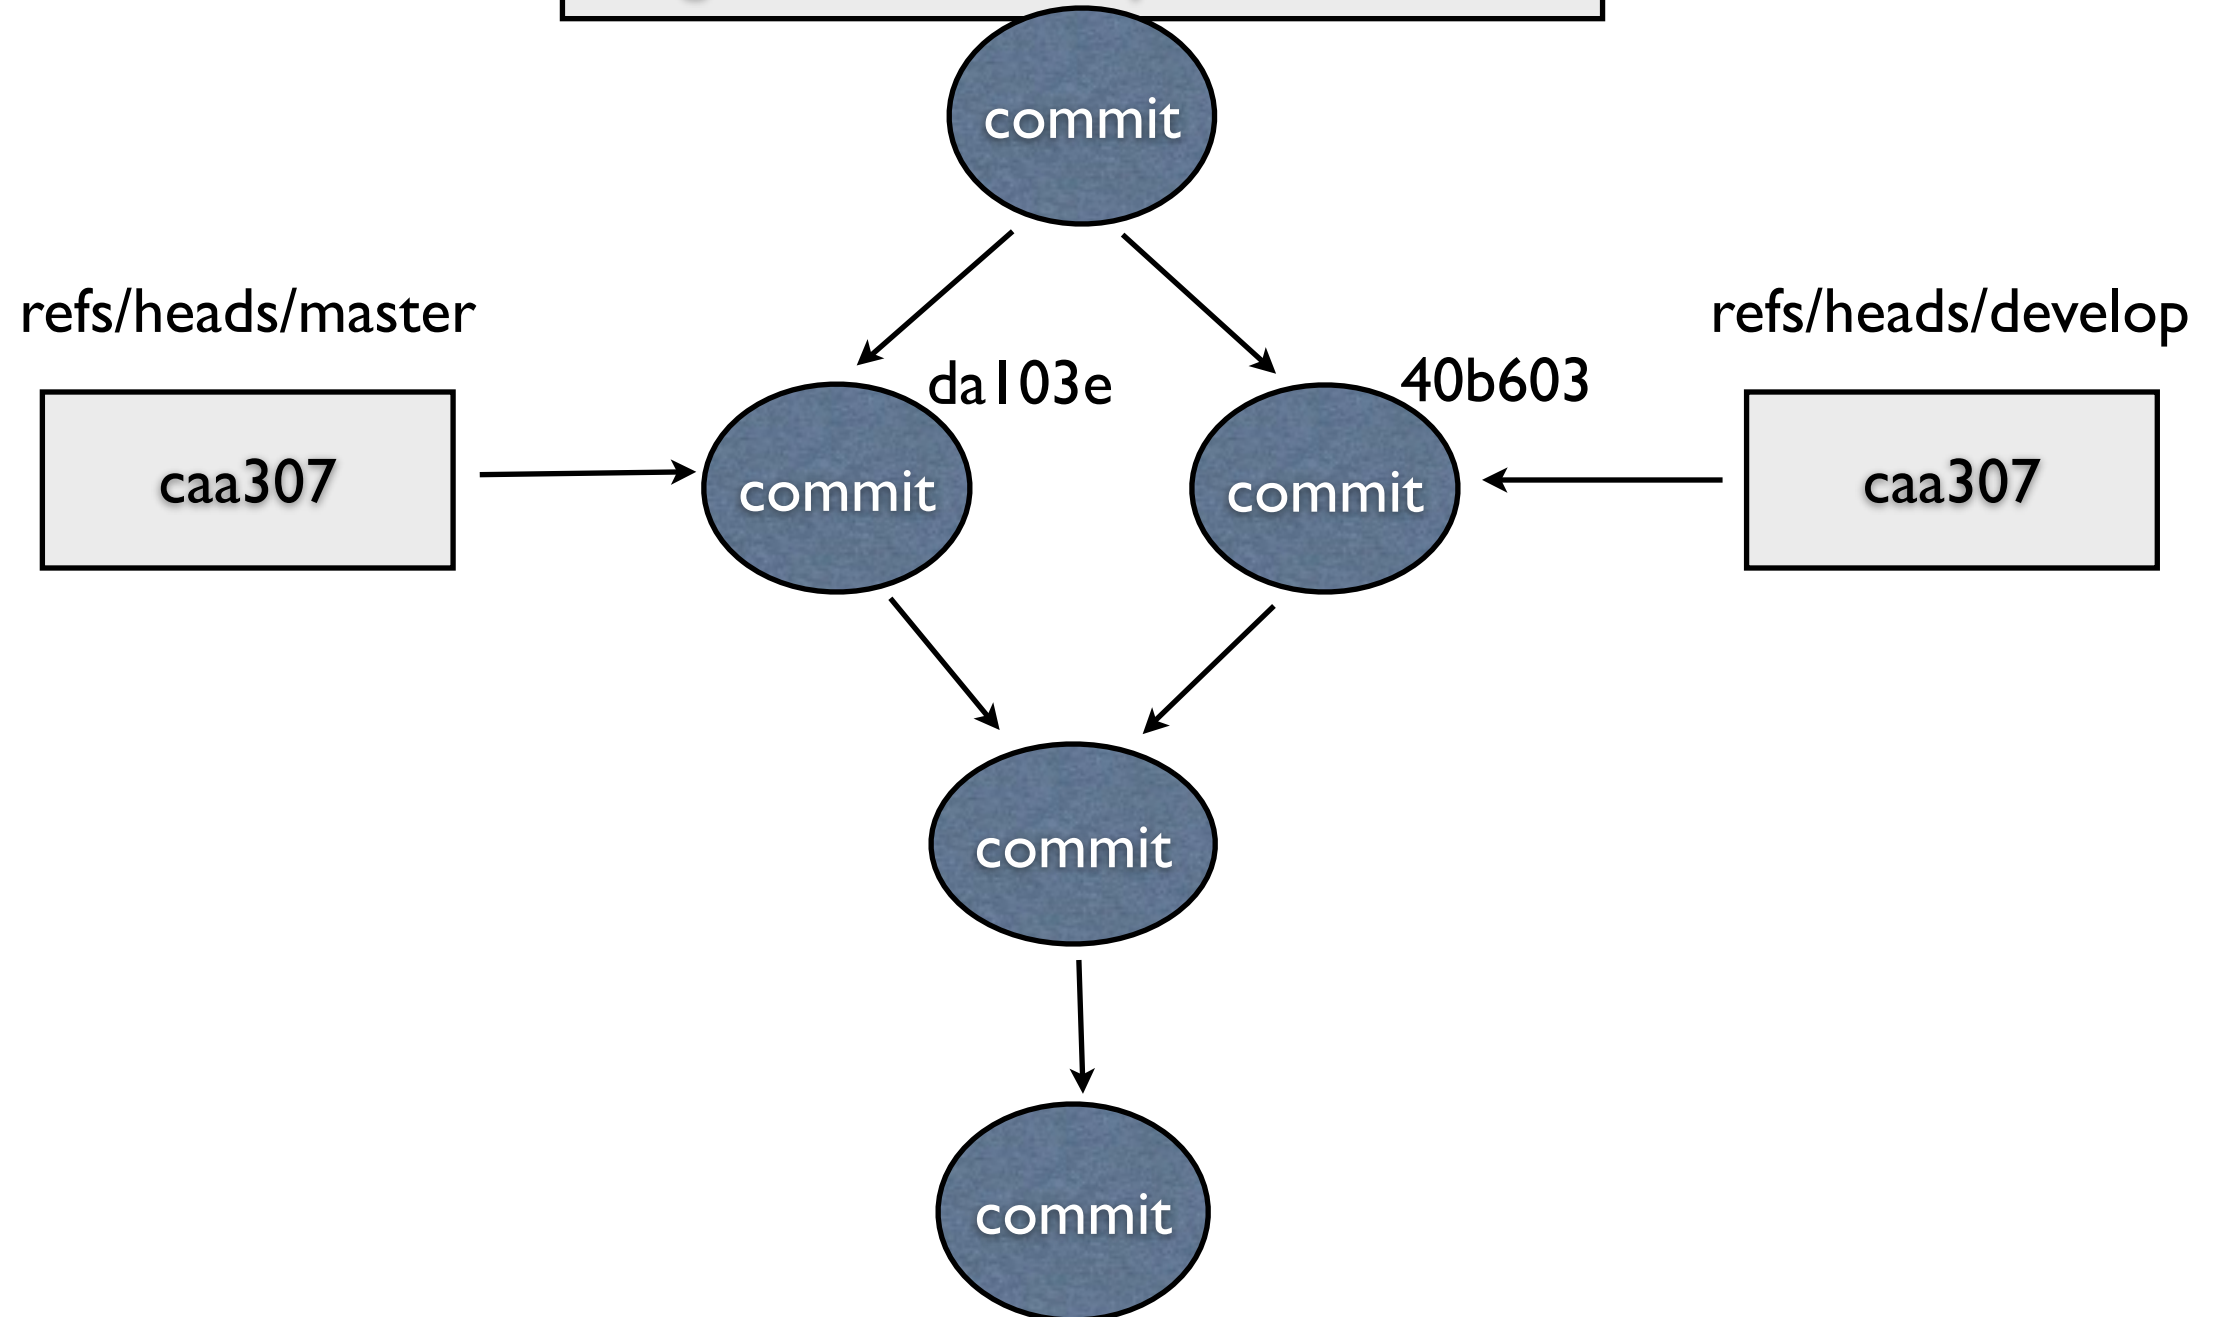 commit
refs/heads/master
refs/heads/develop
da103e
40b603
caa307
commit
commit
caa307
commit
commit